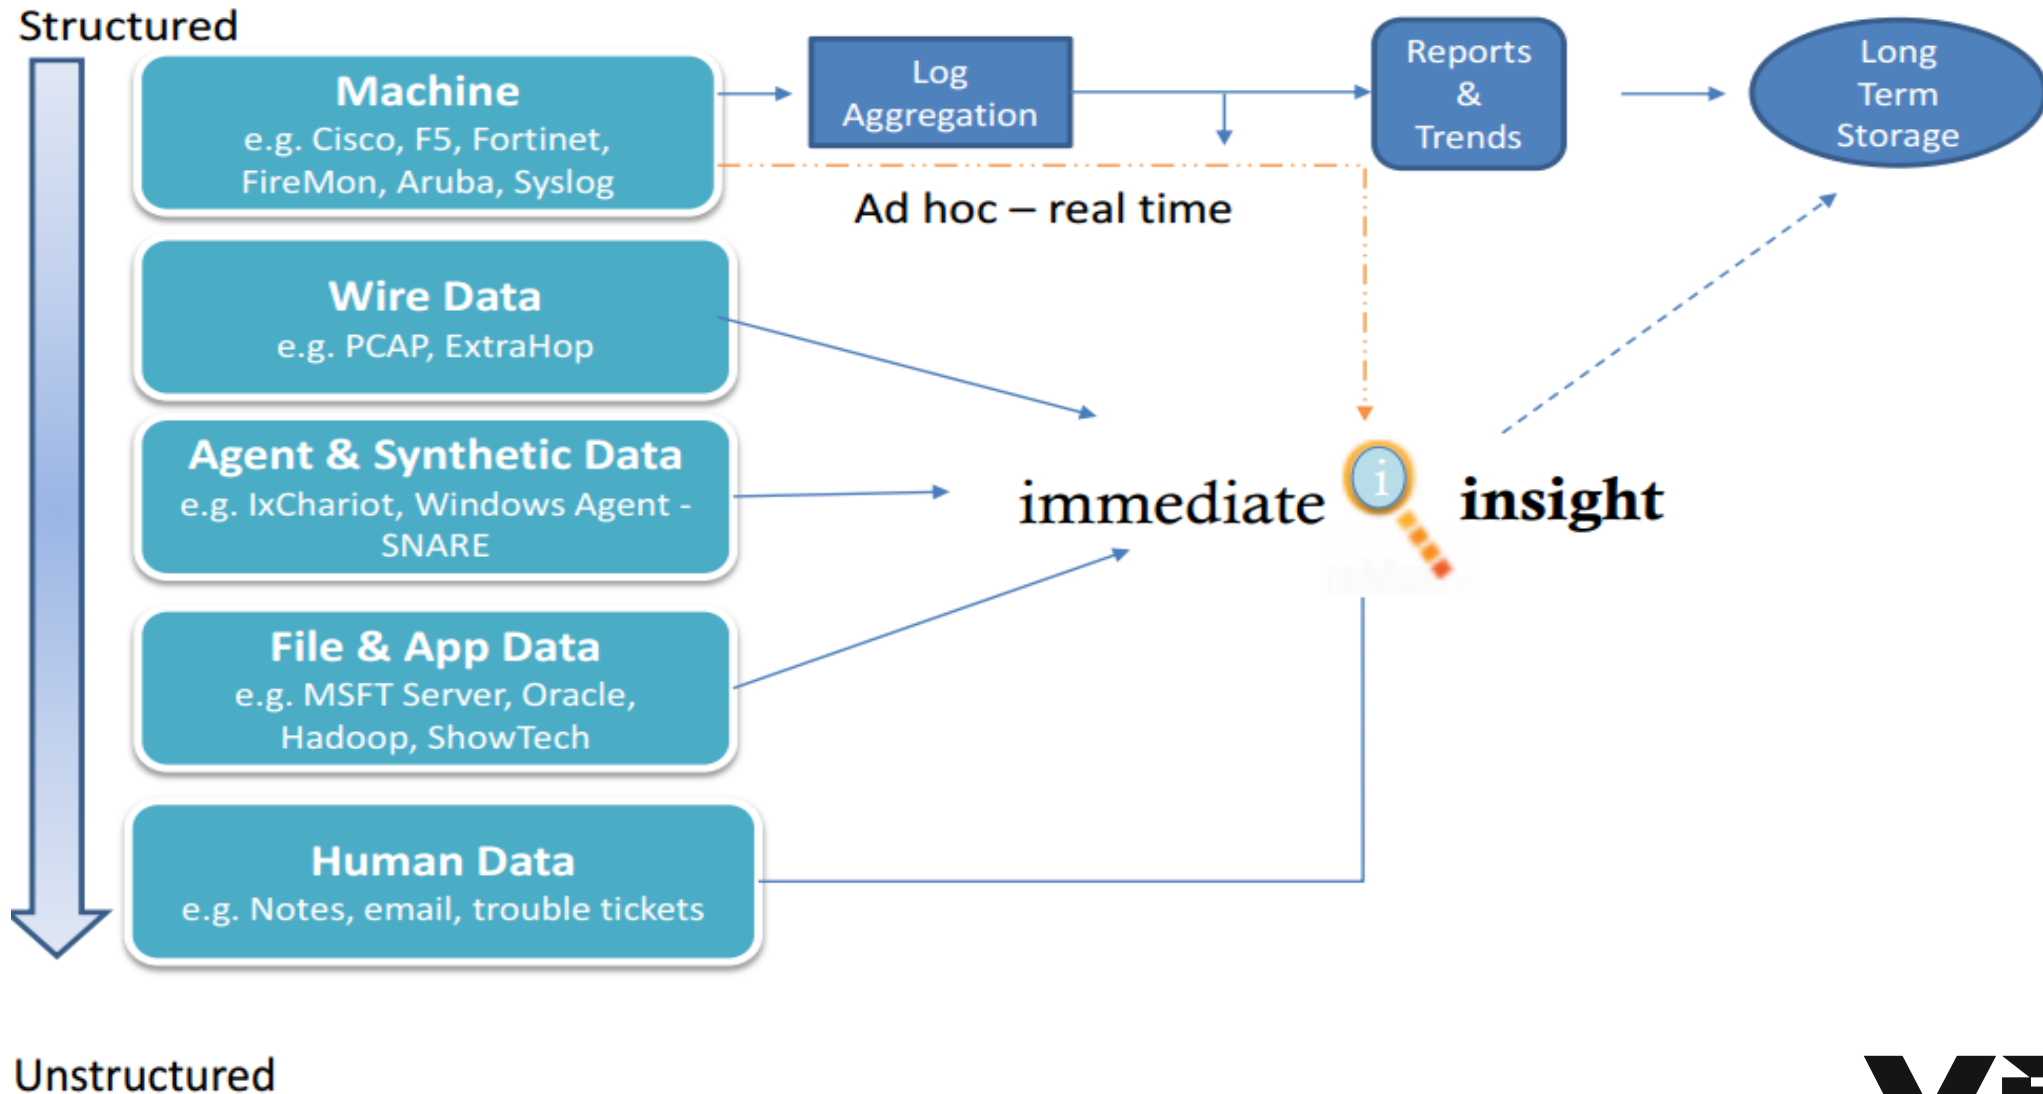 Structured
Machine
e.g. Cisco, F5, Fortinet,
FireMon, Aruba, Syslog
Log
Aggregation
Reports
&
Trends
Long
Term
Storage
Ad hoc – real time
Wire Data
e.g. PCAP, ExtraHop
Agent & Synthetic Data
e.g. IxChariot, Windows Agent -
SNARE
immediate i insight
File & App Data
e.g. MSFT Server, Oracle,
Hadoop, ShowTech
Human Data
e.g. Notes, email, trouble tickets
Unstructured